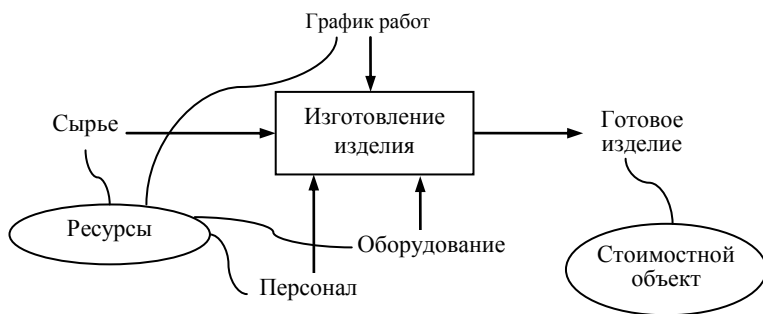 График работ
Сырье
Изготовление
изделия
Готовое
изделие
Ресурсы
Оборудование
Персонал
Стоимостной
объект